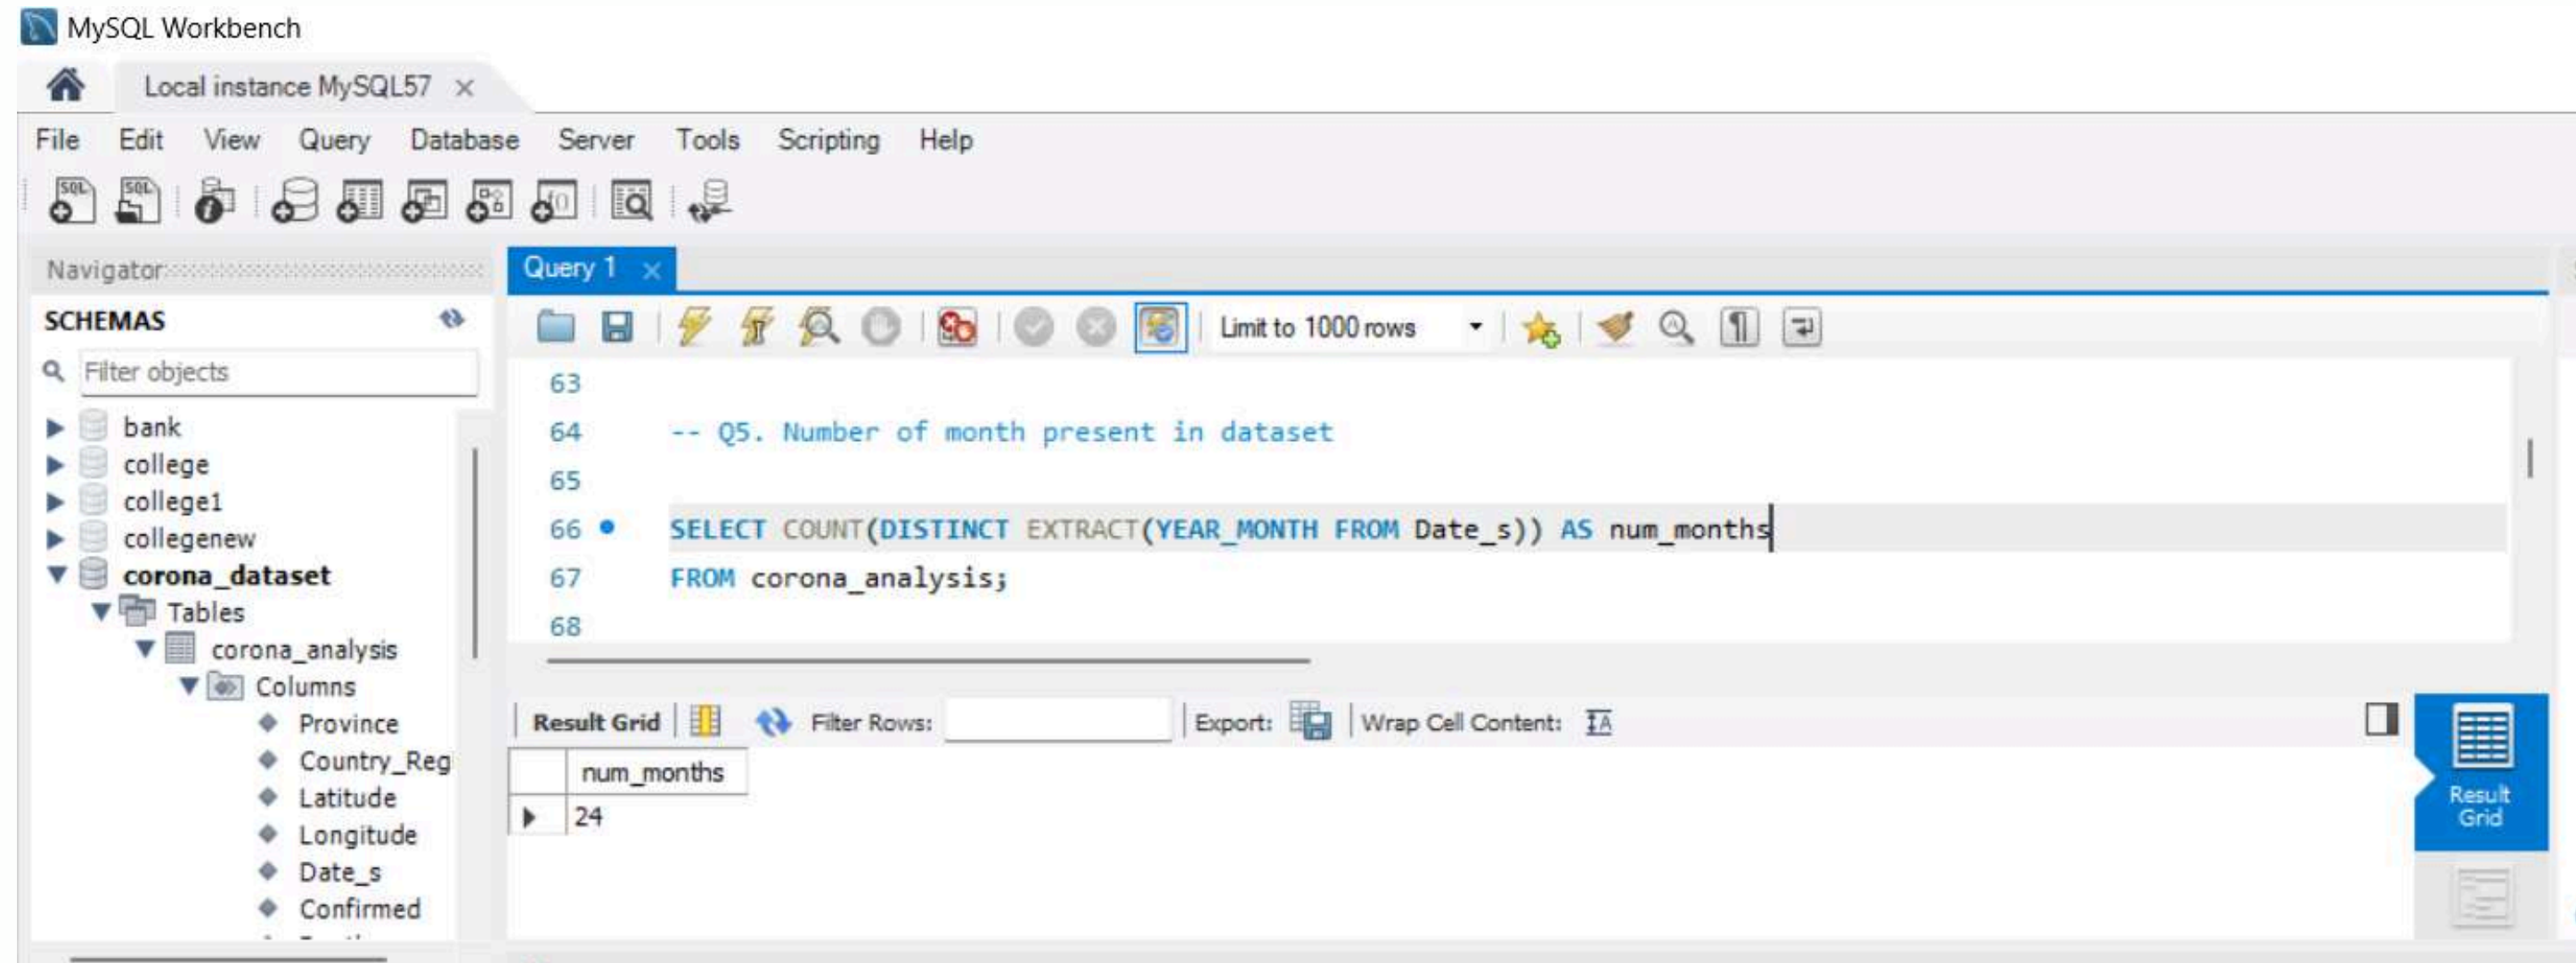 MySQL Workbench
Local instance MySQL57
File Edit View Query Database Server Tools Scripting Help
Navigator
SCHEMAS
Filter objects
bank
college
college1
collegenew
corona_dataset
Tables
corona_analysis
Columns
Province
Country_Reg
Latitude
Longitude
Date_s
Confirmed
Query 1
Limit to 1000 rows
63
64 -- Q5. Number of month present in dataset
65
66 SELECT COUNT(DISTINCT EXTRACT(YEAR_MONTH FROM Date_s)) AS num_months
67 FROM corona_analysis;
68
Result Grid Filter Rows: Export: Wrap Cell Content:
num_months
24
Result
Grid